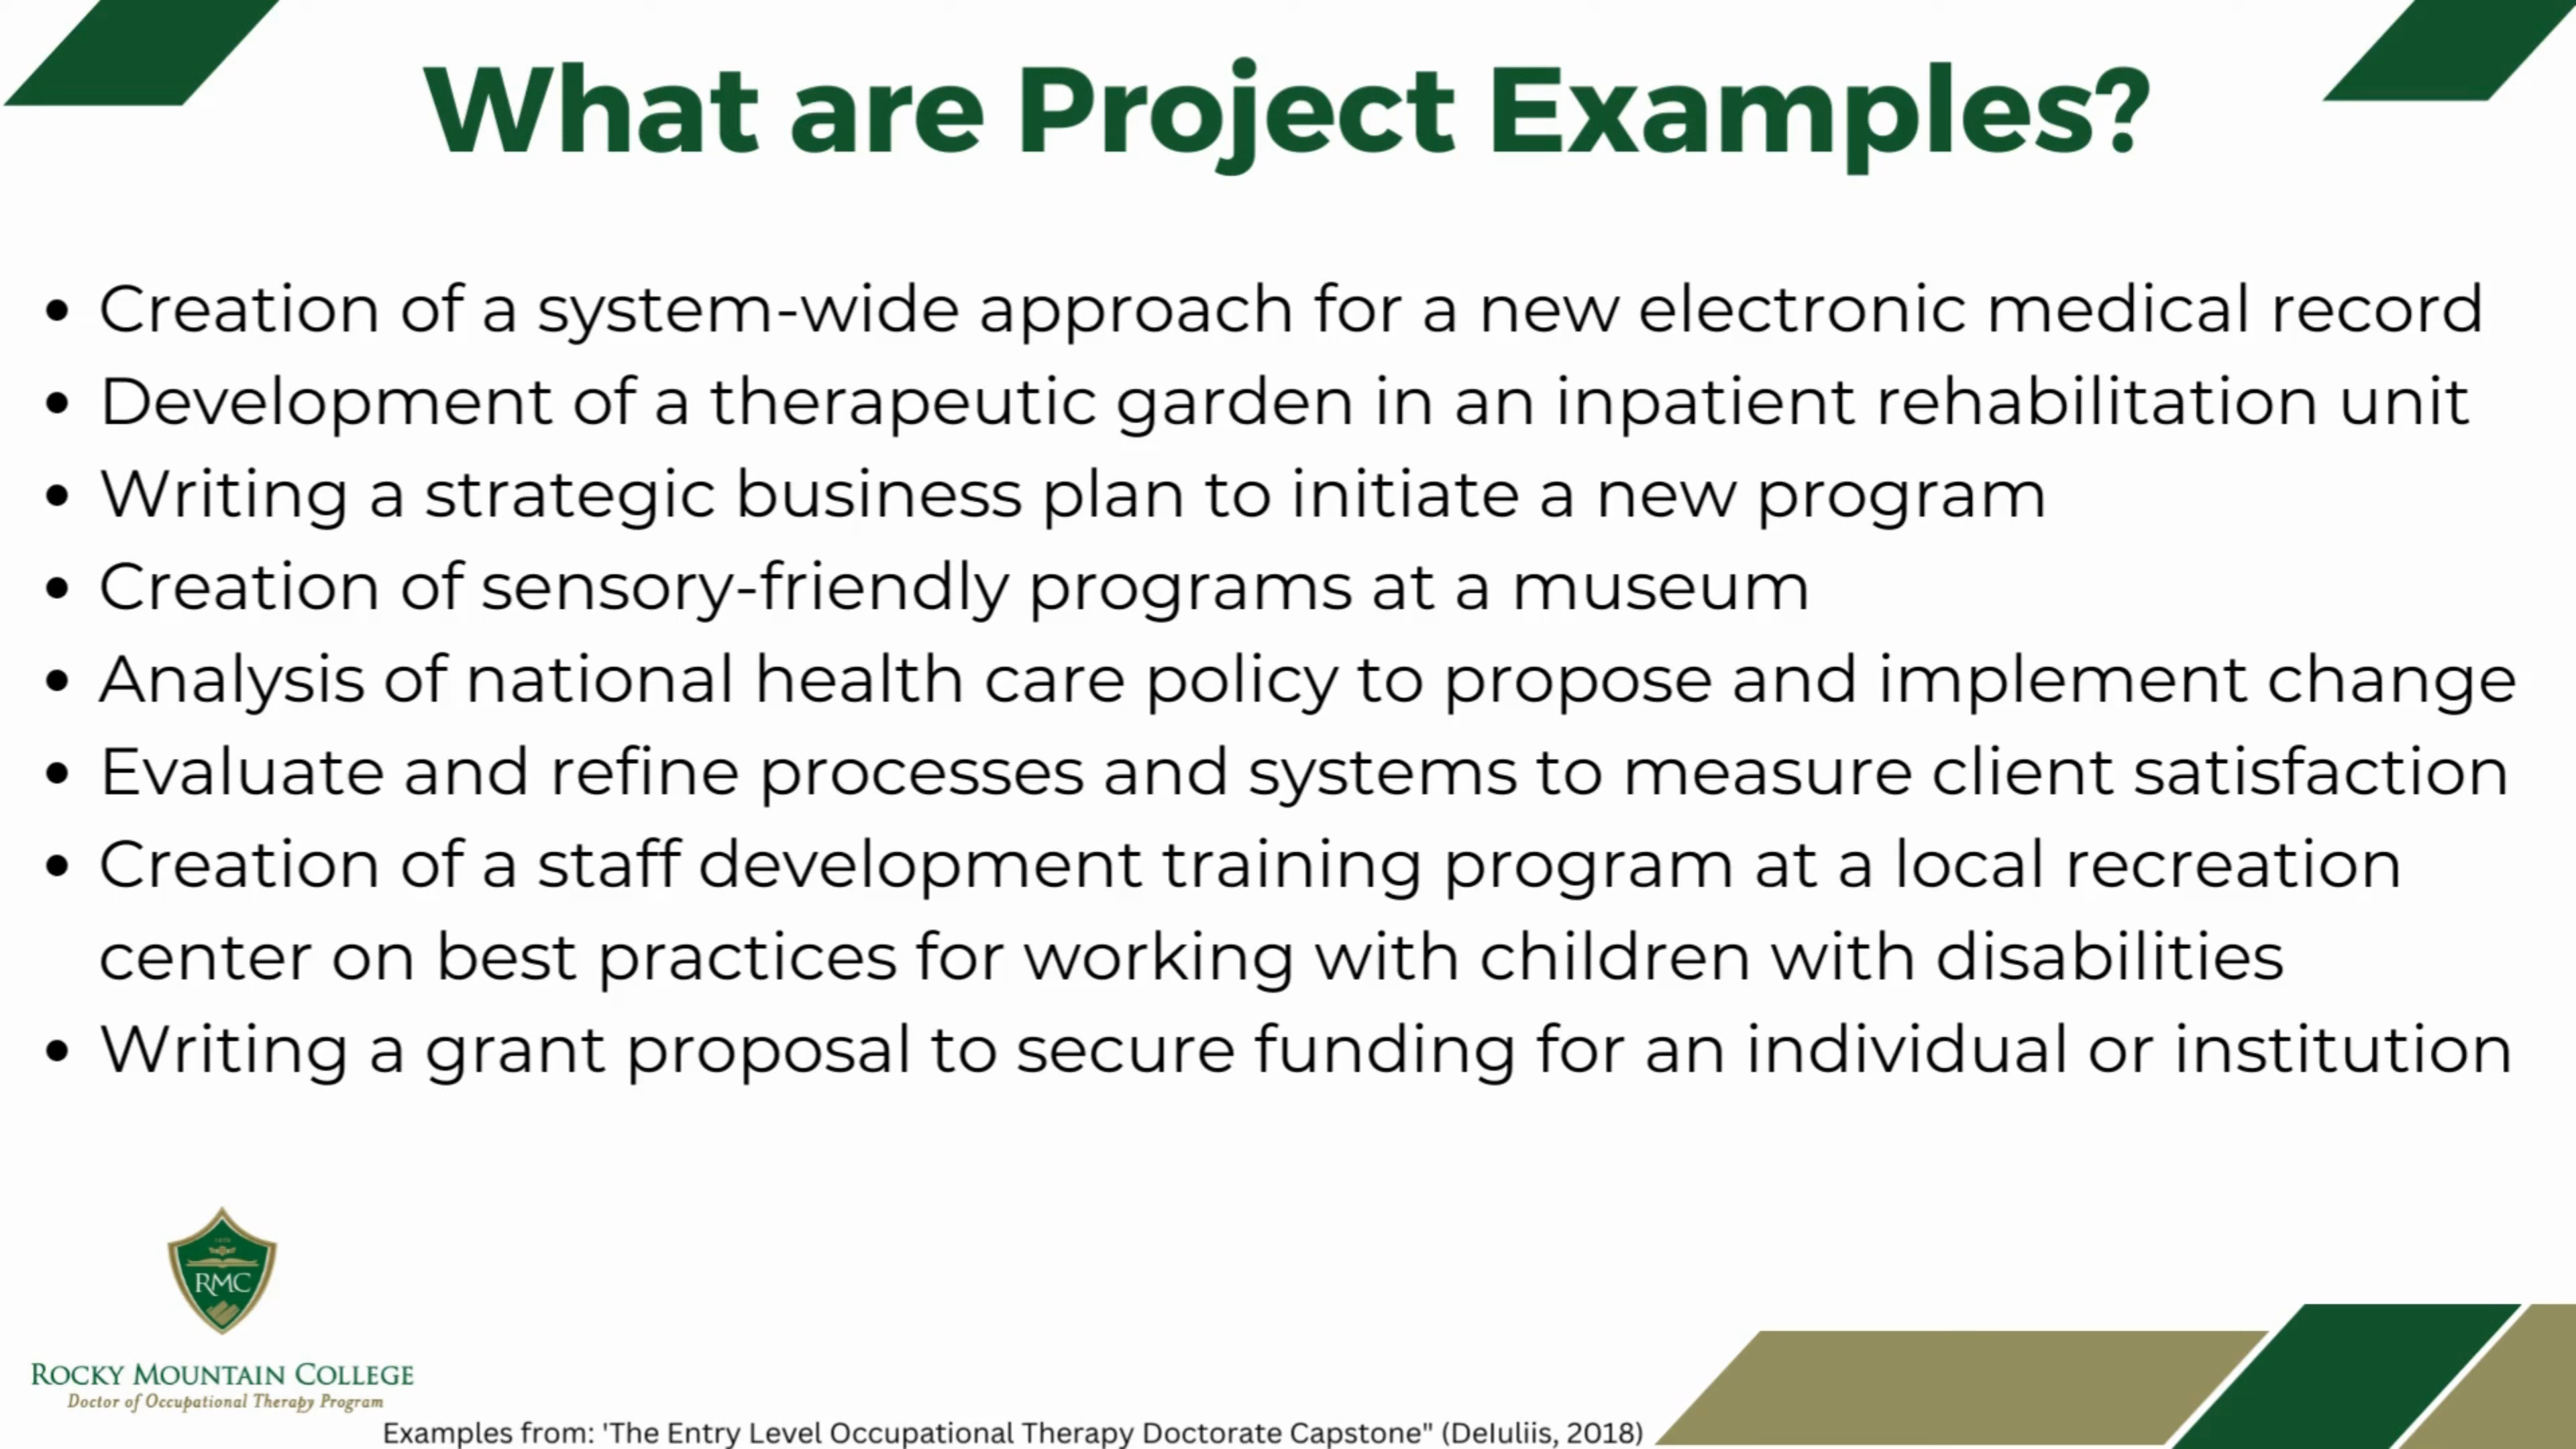 What are Project Examples?
• Creation of a system-wide approach for a new electronic medical record
• Development of a therapeutic garden in an inpatient rehabilitation unit
• Writing a strategic business plan to initiate a new program
• Creation of sensory-friendly programs at a museum
• Analysis of national health care policy to propose and implement change
• Evaluate and refine processes and systems to measure client satisfaction
• Creation of a staff development training program at a local recreation
center on best practices for working with children with disabilities
• Writing a grant proposal to secure funding for an individual or institution
RMC
ROCKY MOUNTAIN COLLEGE
Doctor of Occupational Therapy Program
Examples from: 'The Entry Level Occupational Therapy Doctorate Capstone" (DeIuliis, 2018)